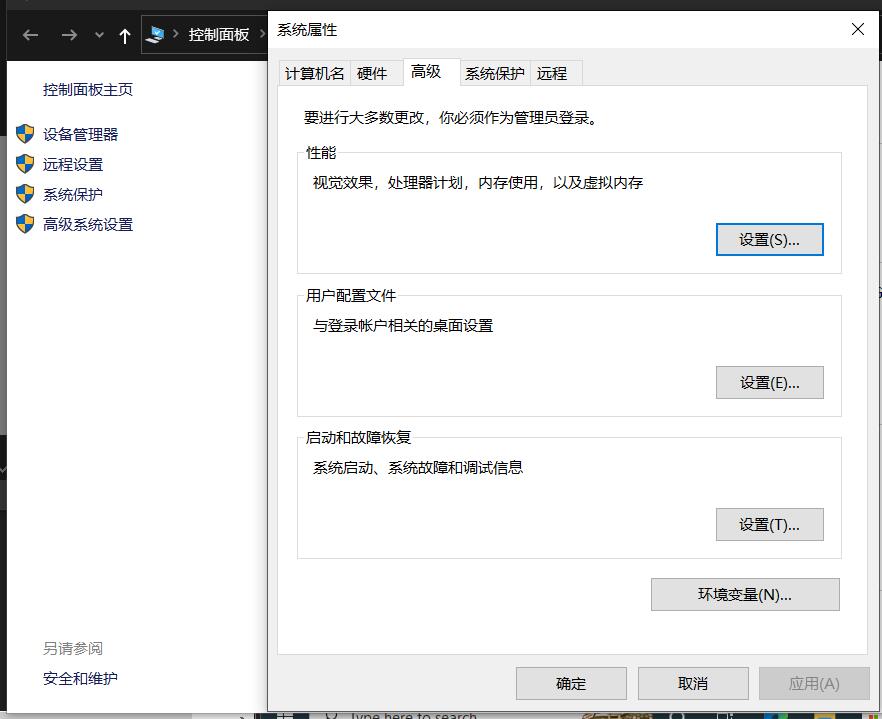 控制面板
系统属性
计算机名 硬件 高级 系统保护 远程
控制面板主页
设备管理器
远程设置
系统保护
高级系统设置
要进行大多数更改，你必须作为管理员登录。
性能
视觉效果，处理器计划，内存使用，以及虚拟内存
设置(S)...
用户配置文件
与登录帐户相关的桌面设置
设置(E)...
启动和故障恢复
系统启动、系统故障和调试信息
设置(T)...
环境变量(N)...
另请参阅
安全和维护
确定 取消 应用(A)
Type here to search